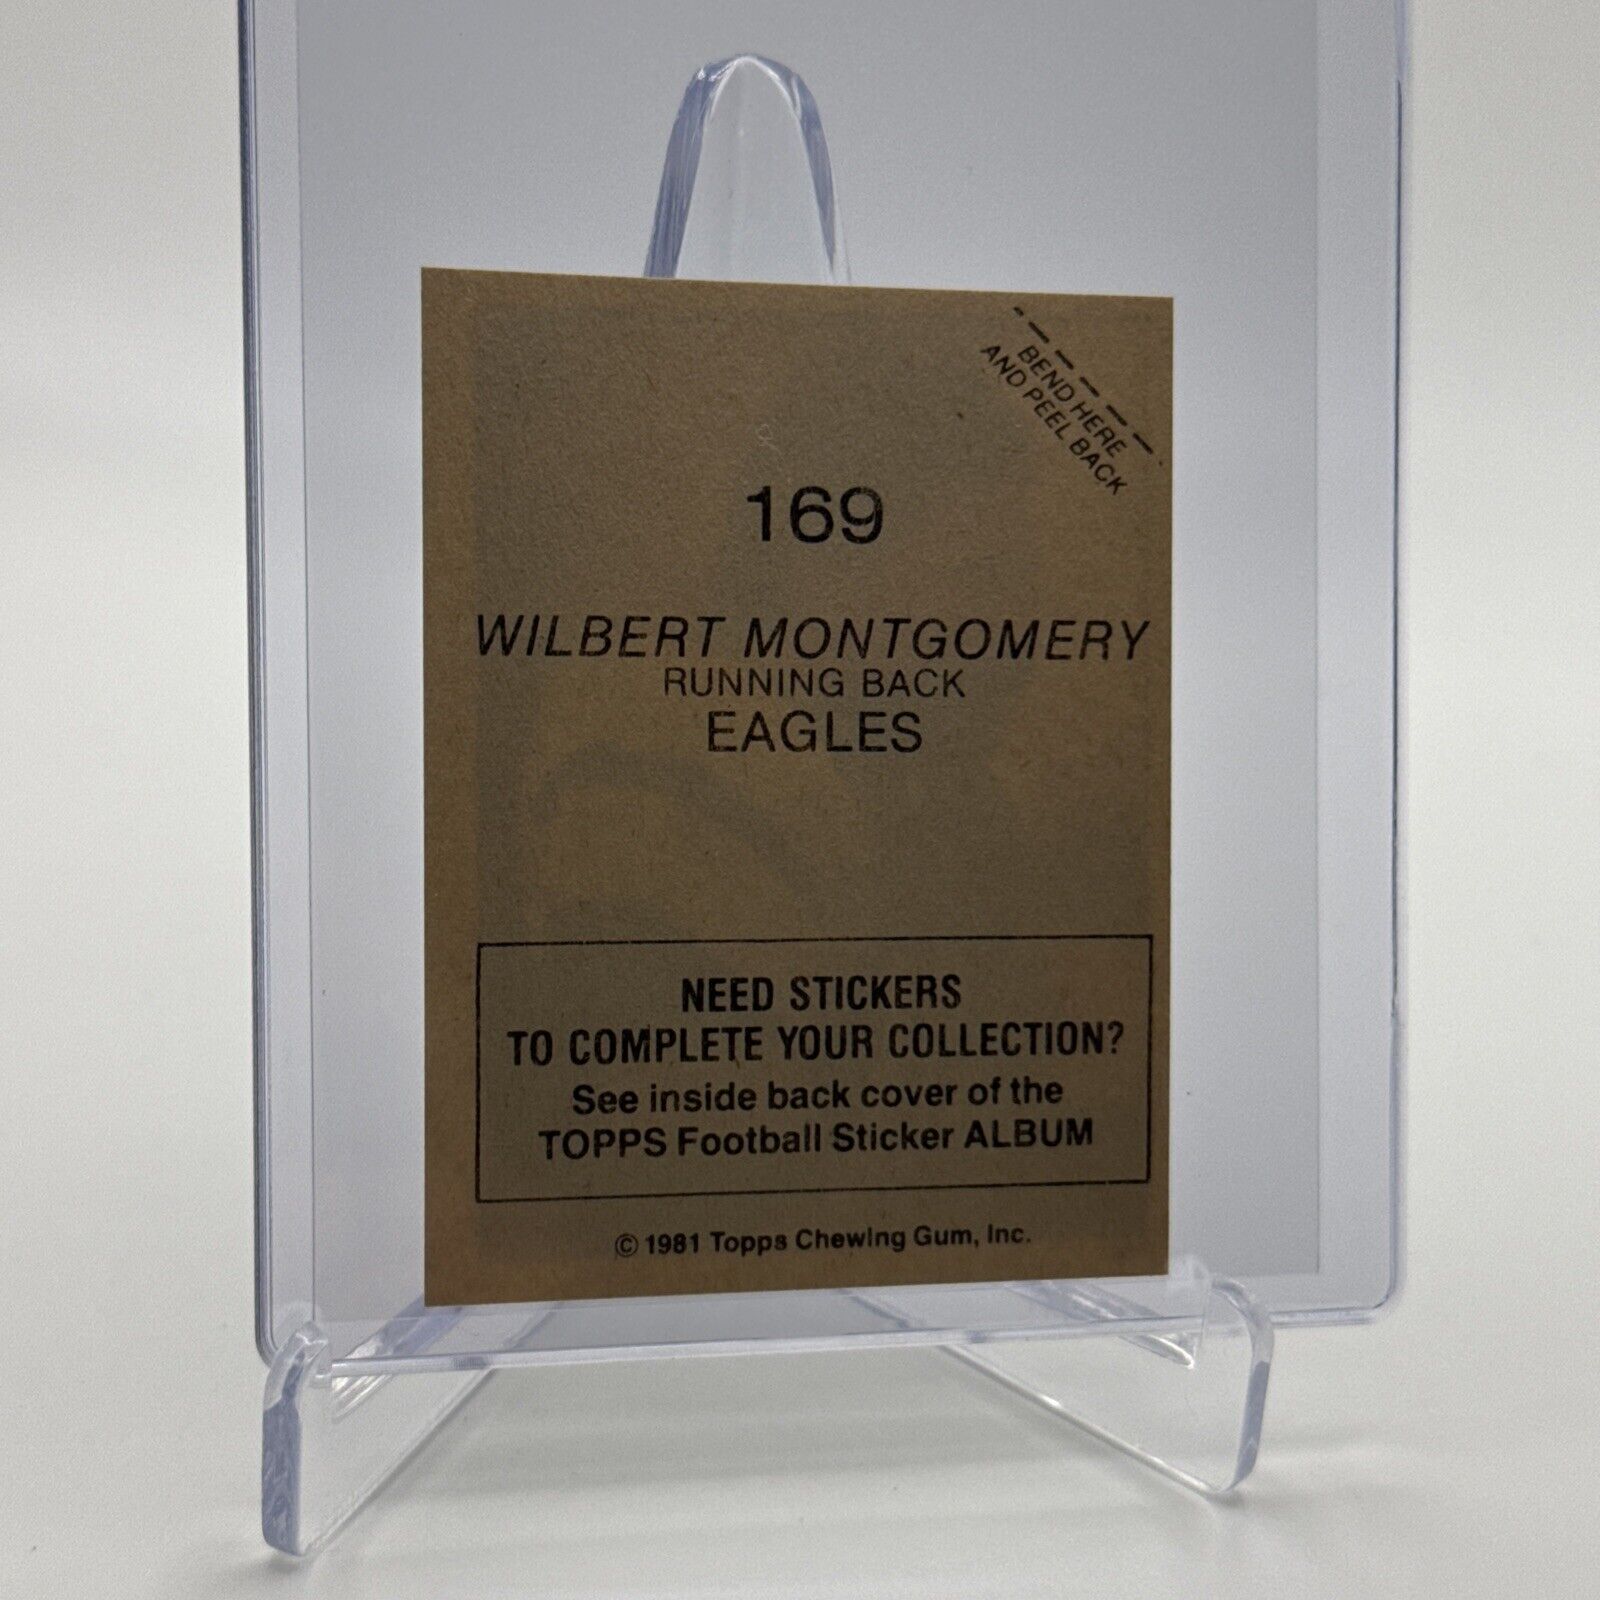 BEND HERE
AND PEEL BACK
169
WILBERT MONTGOMERY
RUNNING BACK
EAGLES
NEED STICKERS
TO COMPLETE YOUR COLLECTION?
See inside back cover of the
TOPPS Football Sticker ALBUM
© 1981 Topps Chewing Gum, Inc.